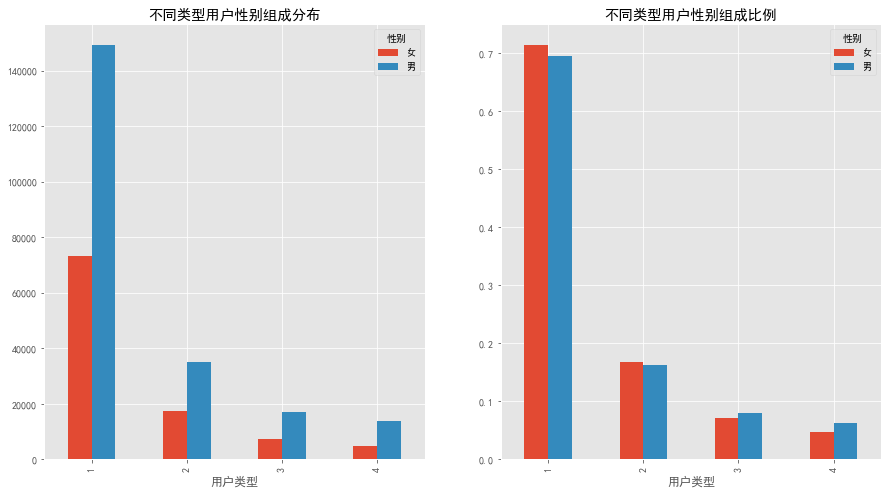 不同类型用户性别组成分布
性别
女
男
140000
120000
100000
80000
60000
40000
20000
0
1
2
3
4
用户类型
不同类型用户性别组成比例
性别
女
男
0.7
0.6
0.5
0.4
0.3
0.2
0.1
0.0
1
2
3
4
用户类型